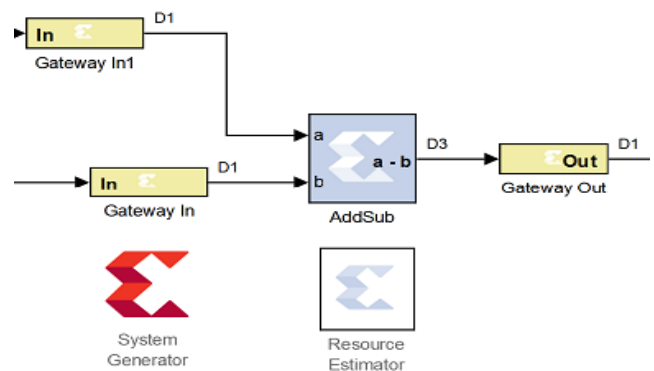 D1
In
Gateway In1
D1
In
Gateway In
a
b
a - b
AddSub
D3
Out
Gateway Out
D1
System
Generator
Resource
Estimator